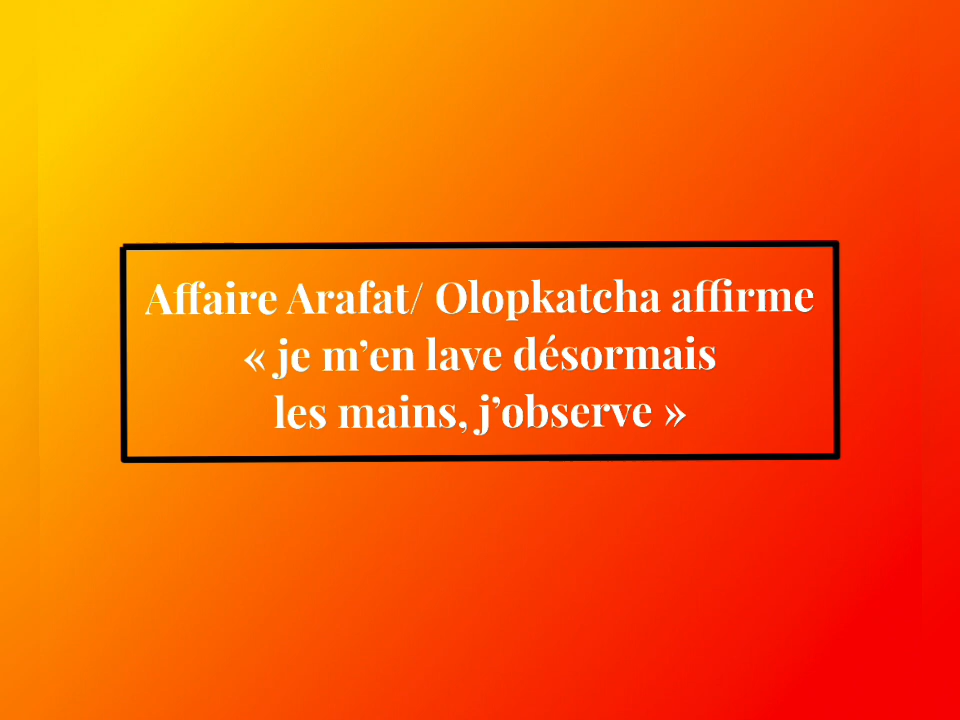 Affaire Arafat/ Olopkatcha affirme
« je m’en lave désormais
les mains, j’observe »